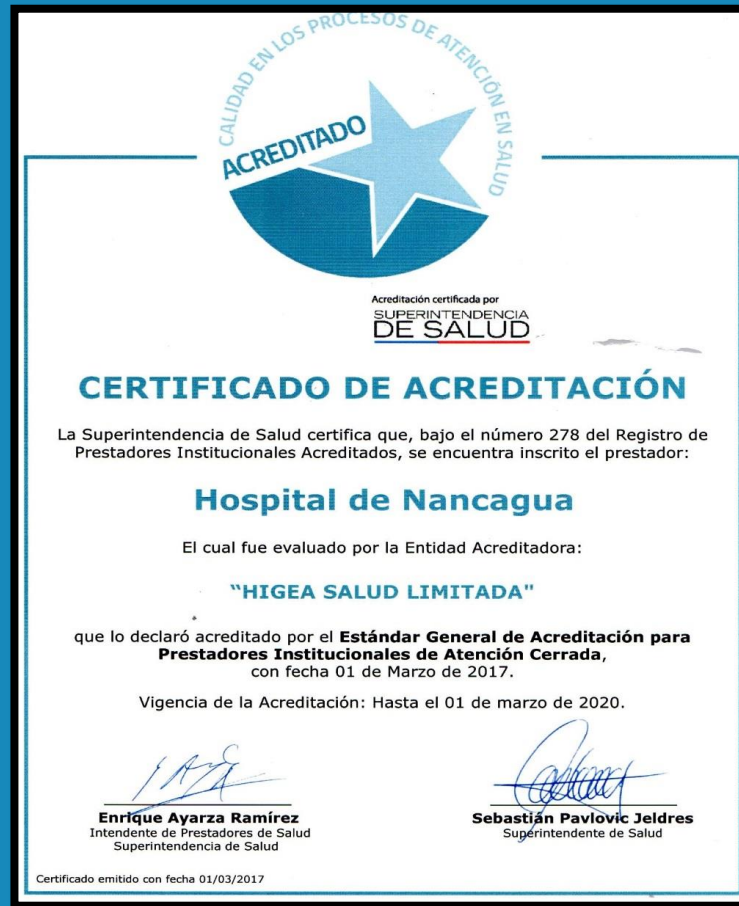 CALIDAD EN LOS PROCESOS DE ATENCIÓN EN SALUD
ACREDITADO
Acreditación certificada por
SUPERINTENDENCIA
DE SALUD
CERTIFICADO DE ACREDITACIÓN
La Superintendencia de Salud certifica que, bajo el número 278 del Registro de
Prestadores Institucionales Acreditados, se encuentra inscrito el prestador:
Hospital de Nancagua
El cual fue evaluado por la Entidad Acreditadora:
"HIGEA SALUD LIMITADA"
que lo declaró acreditado por el Estándar General de Acreditación para
Prestadores Institucionales de Atención Cerrada,
con fecha 01 de Marzo de 2017.
Vigencia de la Acreditación: Hasta el 01 de marzo de 2020.
Enrique Ayarza Ramírez
Intendente de Prestadores de Salud
Superintendencia de Salud
Sebastián Pavlovic Jeldres
Superintendente de Salud
Certificado emitido con fecha 01/03/2017